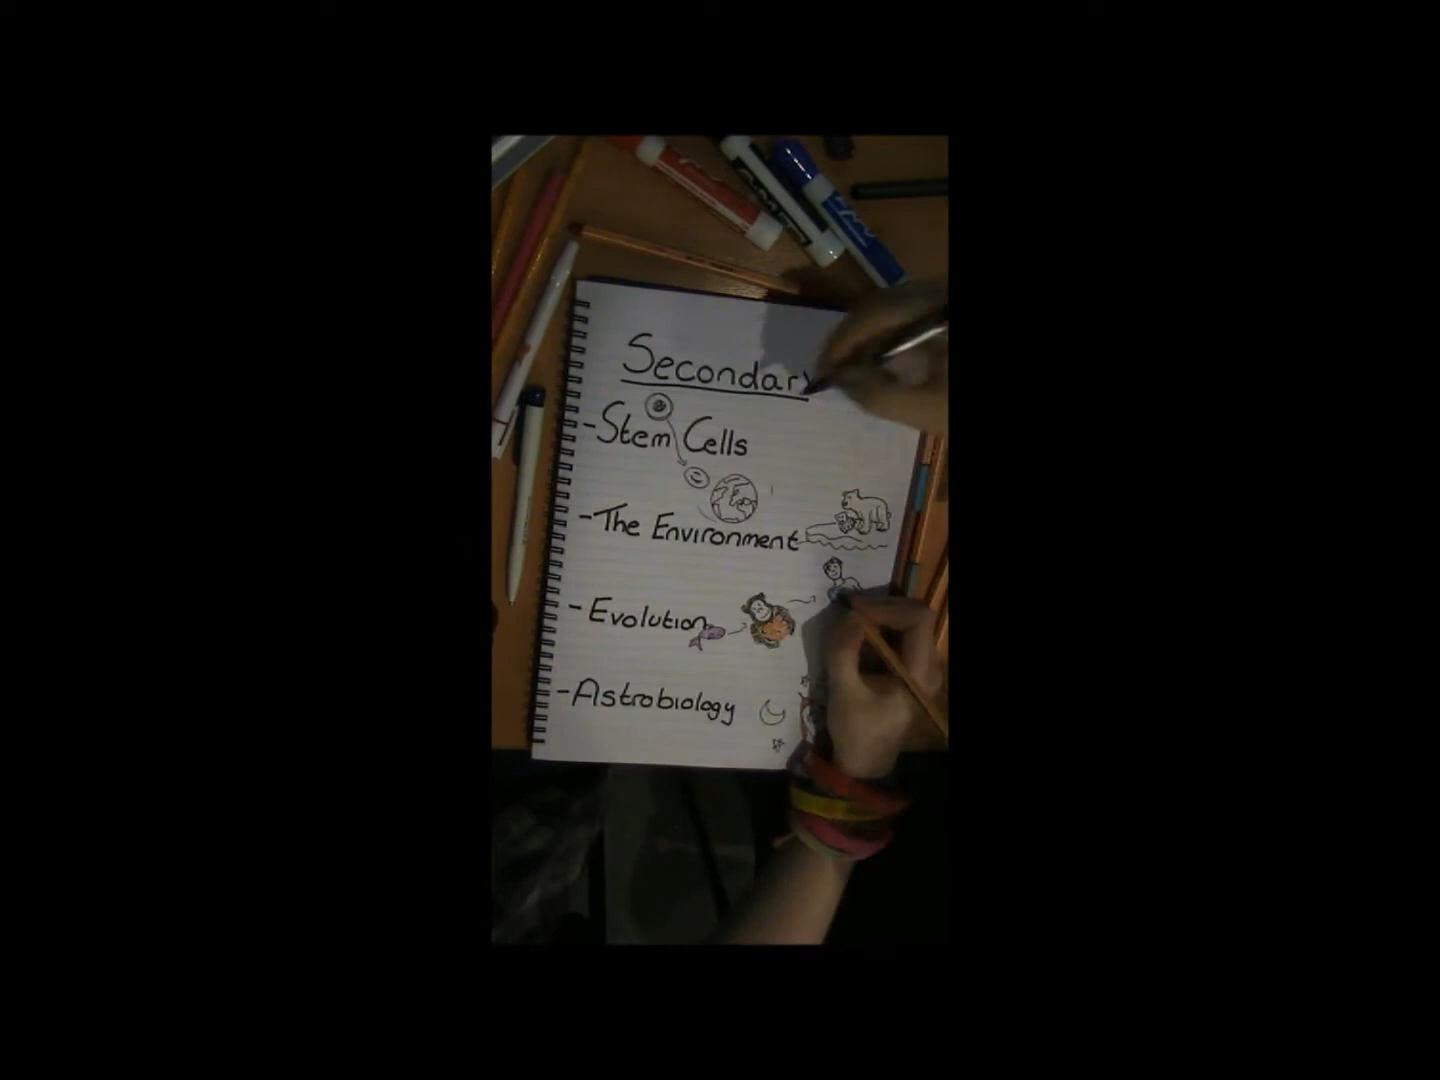 Secondary
-Stem Cells
-The Environment
-Evolution
-Astrobiology